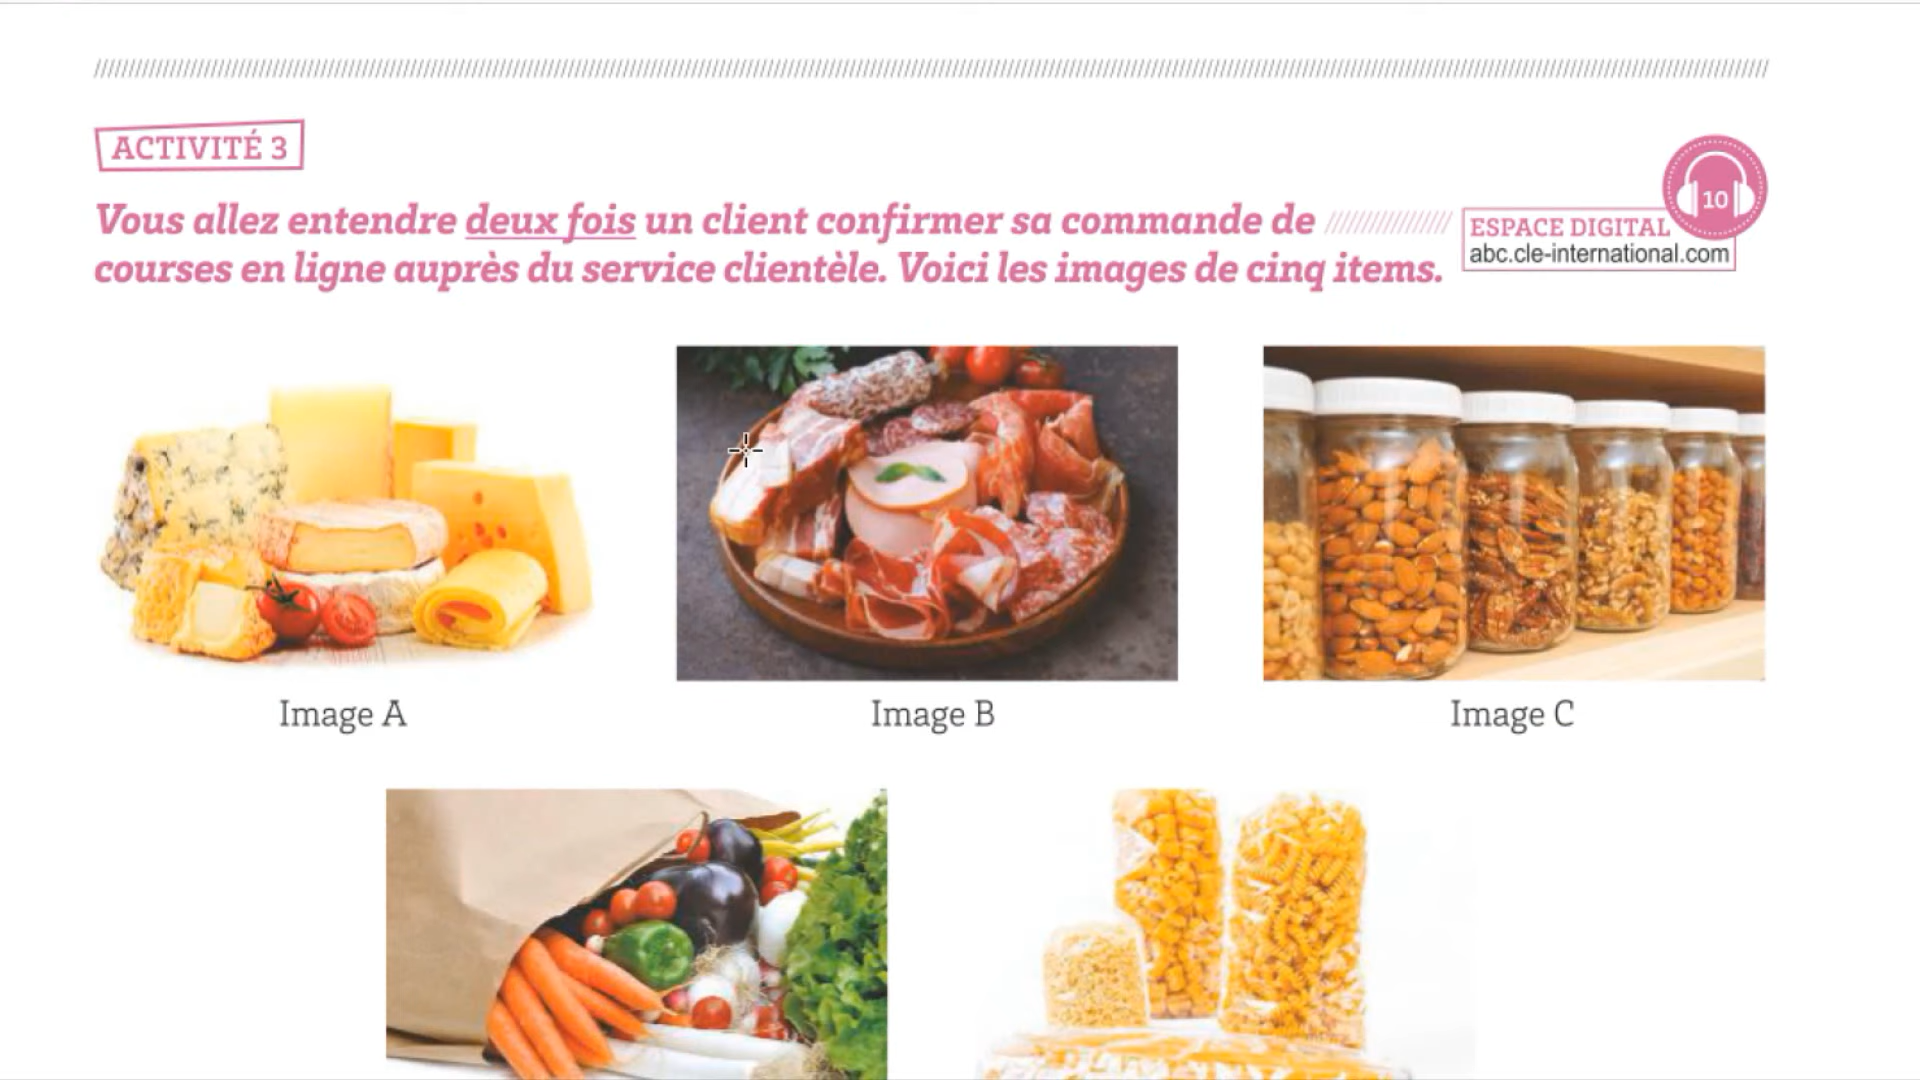 ACTIVITÉ 3
Vous allez entendre deux fois un client confirmer sa commande de
courses en ligne auprès du service clientèle. Voici les images de cinq items.
10
ESPACE DIGITAL
abc.cle-international.com
Image A
Image B
Image C